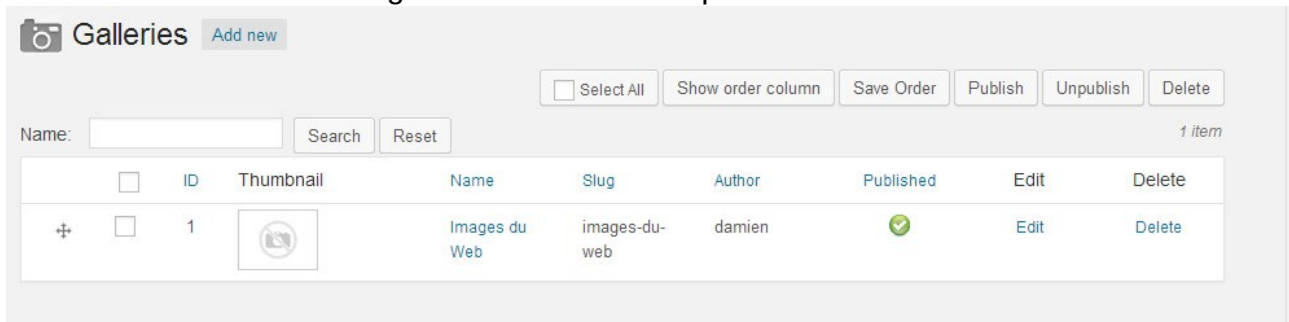 Galleries Add new
Select All Show order column Save Order Publish Unpublish Delete
Name: Search Reset 1 item
ID Thumbnail Name Slug Author Published Edit Delete
1 Images du images-du- damien Edit Delete
Web web